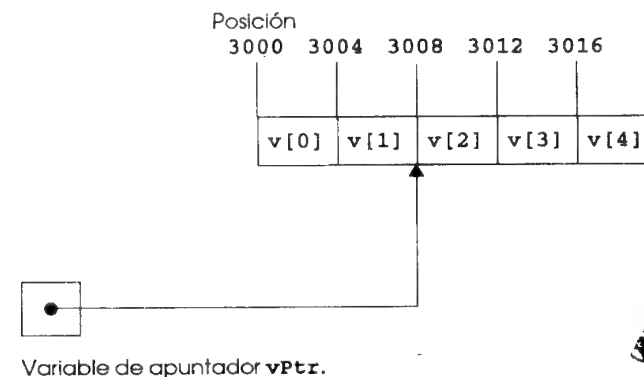 Posición
3000 3004 3008 3012 3016
v[0] v[1] v[2] v[3] v[4]
Variable de apuntador vPtr.